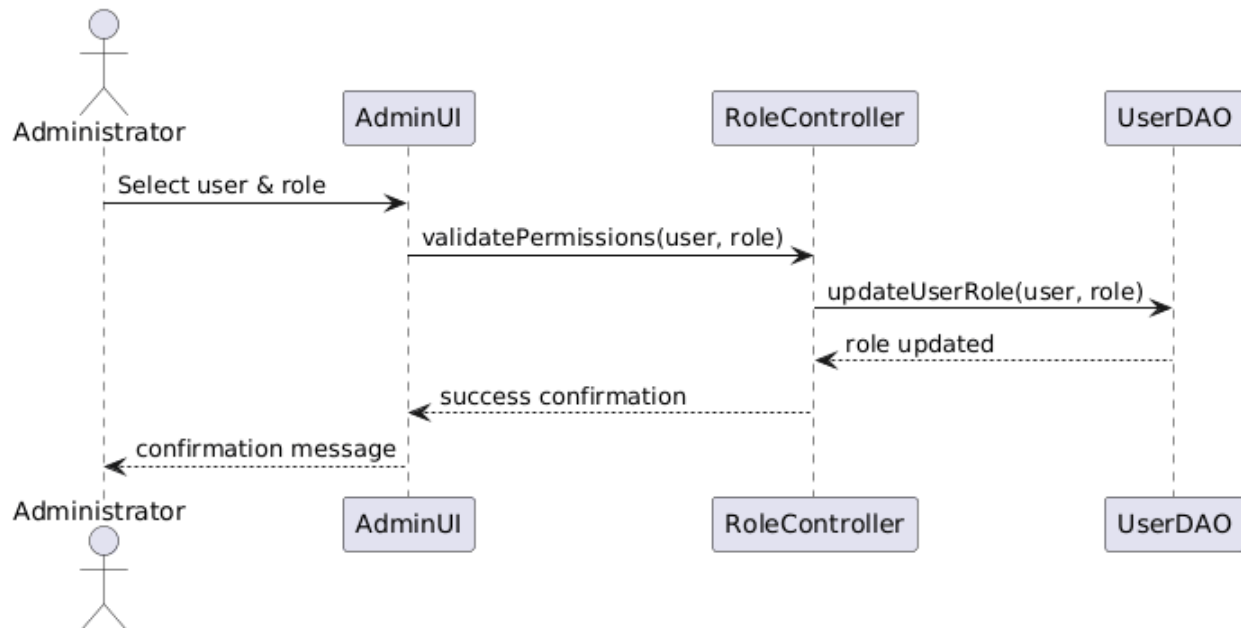 Administrator
AdminUI
RoleController
UserDAO
Select user & role
validatePermissions(user, role)
updateUserRole(user, role)
role updated
success confirmation
confirmation message
Administrator
AdminUI
RoleController
UserDAO